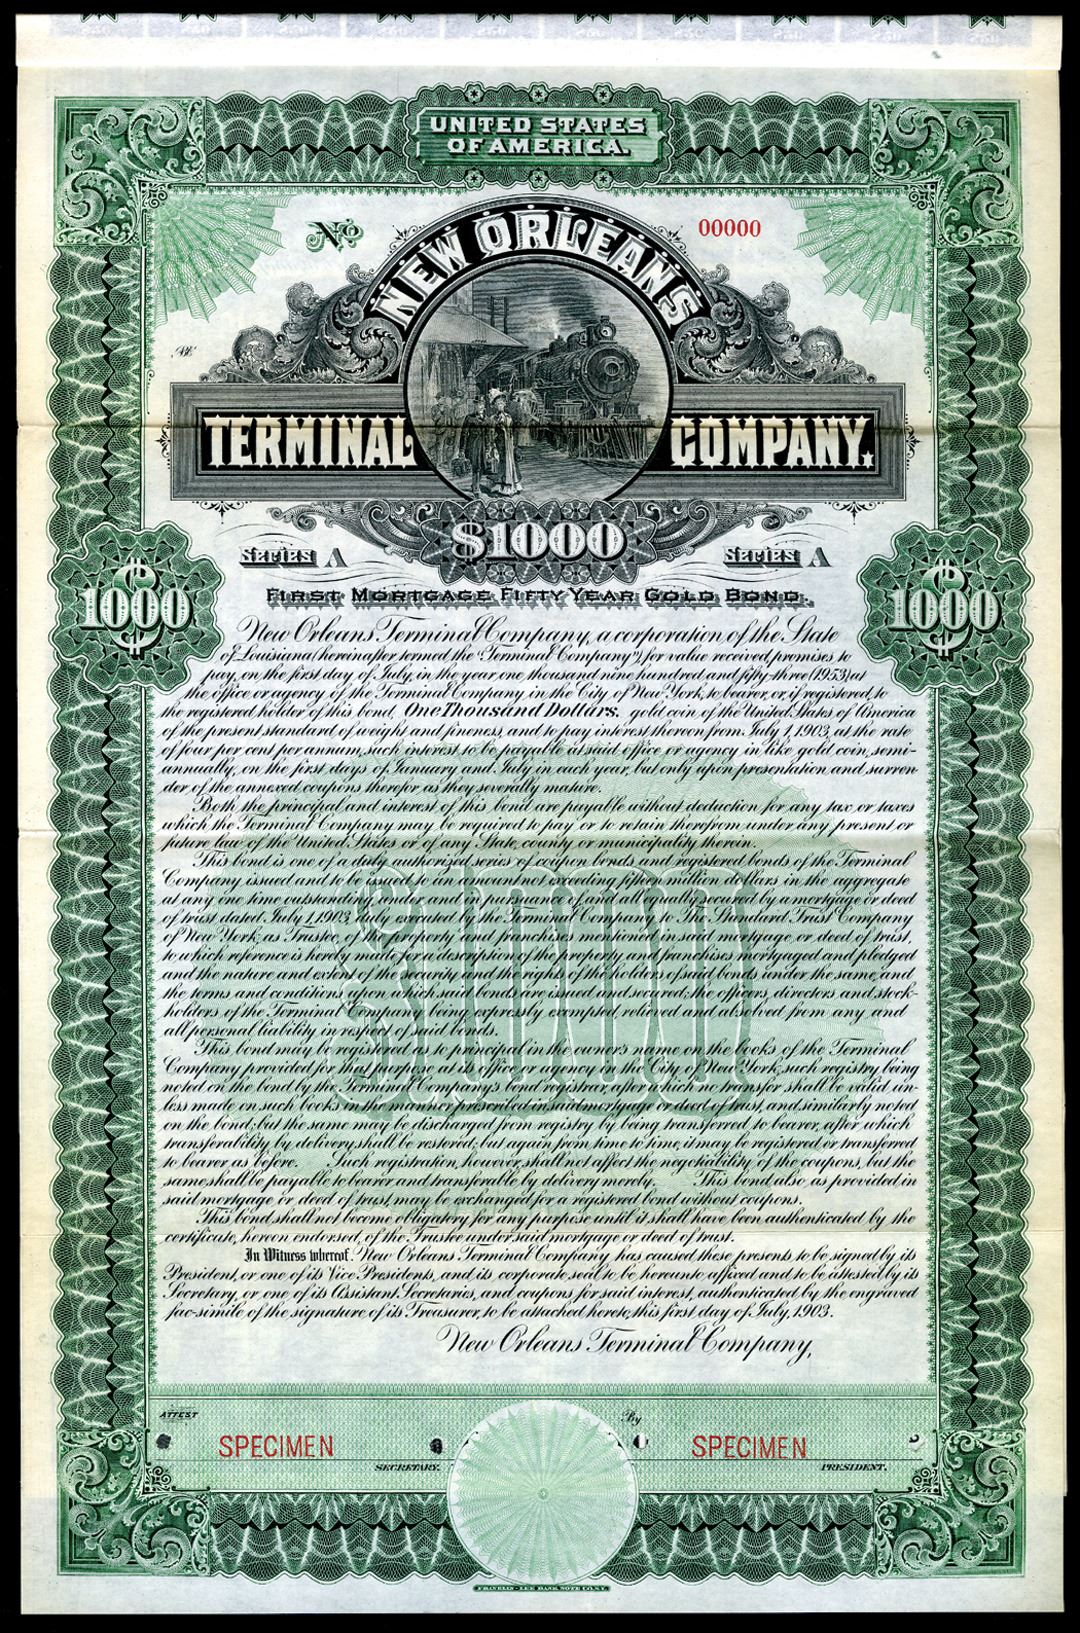 UNITED STATES
OF AMERICA.
No 00000
NEW ORLEANS
TERMINAL COMPANY.
$1000
SERIES A SERIES A
$1000 $1000
FIRST MORTGAGE FIFTY YEAR GOLD BOND.
New Orleans Terminal Company, a corporation of the State
of Louisiana (hereinafter termed the "Terminal Company"), for value received, promises to
pay, on the first day of July, in the year one thousand nine hundred and fifty-three (1953) at
the office or agency of the Terminal Company, in the City of New York, to bearer, or, if registered, to
the registered holder of this bond, One Thousand Dollars, gold coin of the United States of America
of the present standard of weight and fineness, and to pay interest thereon from July 1, 1903, at the rate
of four per cent per annum, such interest to be payable at said office or agency in like gold coin, semi-
annually, on the first days of January and July in each year, but only upon presentation and surren-
der of the annexed coupons therefor as they severally mature.
Both the principal and interest of this bond are payable without deduction for any tax or taxes
which the Terminal Company may be required to pay or to retain therefrom under any present or
future law of the United States or of any State, county or municipality therein.
This bond is one of a duly authorized series of coupon bonds and registered bonds of the Terminal
Company issued and to be issued to an amount not exceeding fifteen million dollars in the aggregate
at any one time outstanding under and in pursuance of and all equally secured by a mortgage or deed
of trust dated July 1, 1903, duly executed by the Terminal Company to The Standard Trust Company
of New York, as Trustee, of the property and franchises mentioned in said mortgage or deed of trust,
to which reference is hereby made for a description of the property and franchises mortgaged and pledged
and the nature and extent of the security and the rights of the holders of said bonds under the same, and
the terms and conditions upon which said bonds are issued and secured; the officers, directors and stock-
holders of the Terminal Company being expressly exempted, relieved and absolved from any and
all personal liability in respect of said bonds.
This bond may be registered as to principal in the owner's name on the books of the Terminal
Company provided for this purpose at its office or agency in the City of New York, such registry being
noted on the bond by the Terminal Company's bond registrar, after which no transfer shall be valid un-
less made on such books in the manner prescribed in said mortgage or deed of trust, and similarly noted
on the bond; but the same may be discharged from registry by being transferred to bearer, after which
transferability by delivery shall be restored; but again, from time to time, it may be registered or transferred
to bearer as before. Such registration, however, shall not affect the negotiability of the coupons, but the
same shall be payable to bearer and transferable by delivery merely. This bond, also as provided in
said mortgage or deed of trust, may be exchanged for a registered bond without coupons.
This bond shall not become obligatory for any purpose until it shall have been authenticated by the
certificate, hereon endorsed, of the Trustee under said mortgage or deed of trust.
In Witness whereof, New Orleans Terminal Company has caused these presents to be signed by its
President, or one of its Vice Presidents, and its corporate seal to be hereunto affixed and to be attested by its
Secretary, or one of its Assistant Secretaries, and coupons for said interest, authenticated by the engraved
fac-simile of the signature of its Treasurer, to be attached hereto, this first day of July, 1903.
New Orleans Terminal Company,
ATTEST By
SPECIMEN SPECIMEN
SECRETARY. PRESIDENT.
$1000
FRANKLIN-LEE BANK NOTE CO. N.Y.